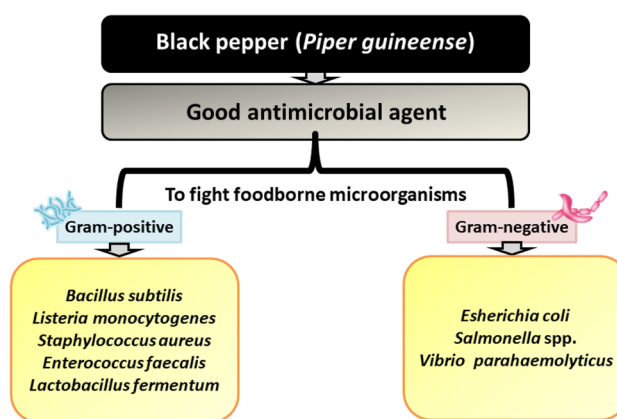 Black pepper (Piper guineense)
Good antimicrobial agent
To fight foodborne microorganisms
Gram-positive
Gram-negative
Bacillus subtilis
Listeria monocytogenes
Staphylococcus aureus
Enterococcus faecalis
Lactobacillus fermentum
Esherichia coli
Salmonella spp.
Vibrio parahaemolyticus